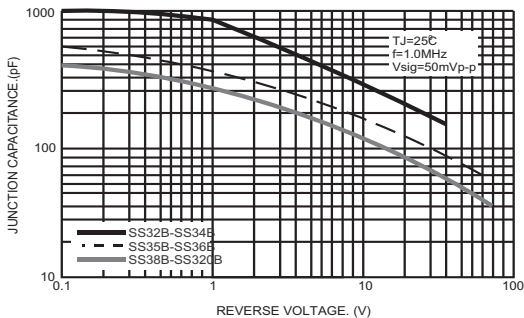 1000
TJ=25℃
f=1.0MHz
Vsig=50mVp-p
JUNCTION CAPACITANCE.(pF)
100
SS32B-SS34B
SS35B-SS36B
SS38B-SS320B
10
0.1
1
10
100
REVERSE VOLTAGE. (V)